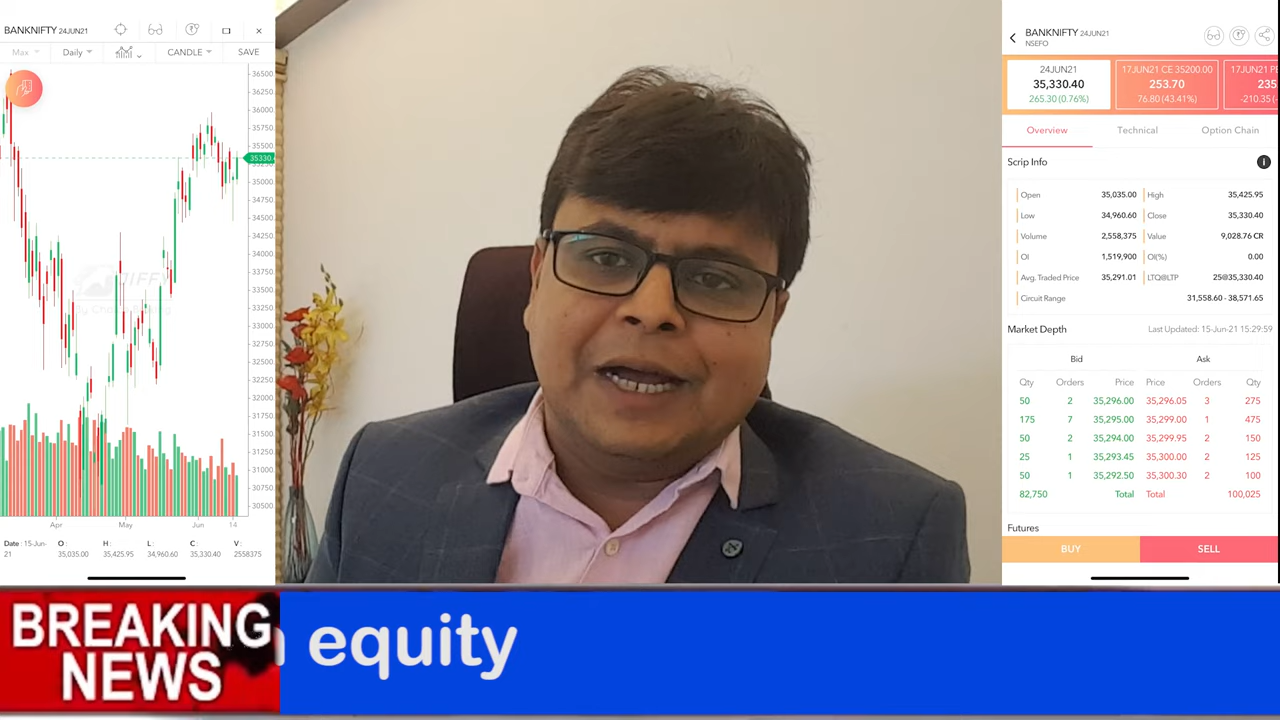 BANKNIFTY 24JUN21
Max Daily CANDLE SAVE
36500
36250
36000
35750
35500
35330.
35000
34750
34500
34250
34000
33750
33500
33250
33000
32750
32500
32250
32000
31750
31500
31250
31000
30750
30500
JIFFY
Apr May Jun 14
Date : 15-Jun-21 O : 35,035.00 H : 35,425.95 L : 34,960.60 C : 35,330.40 V : 2558375
BANKNIFTY 24JUN21
NSEFO
24JUN21 17JUN21 CE 35200.00 17JUN21 P
35,330.40 253.70 235
265.30 (0.76%) 76.80 (43.41%) -210.35 (
Overview Technical Option Chain
Scrip Info
Open 35,035.00 High 35,425.95
Low 34,960.60 Close 35,330.40
Volume 2,558,375 Value 9,028.76 CR
OI 1,519,900 OI(%) 0.00
Avg. Traded Price 35,291.01 LTQ@LTP 25@35,330.40
Circuit Range 31,558.60 - 38,571.65
Market Depth Last Updated: 15-Jun-21 15:29:59
Bid Ask
Qty Orders Price Price Orders Qty
50 2 35,296.00 35,296.05 3 275
175 7 35,295.00 35,299.00 1 475
50 2 35,294.00 35,299.95 2 150
25 1 35,293.45 35,300.00 2 125
50 1 35,292.50 35,300.30 2 100
82,750 Total Total 100,025
Futures
BUY SELL
BREAKING
NEWS
equity